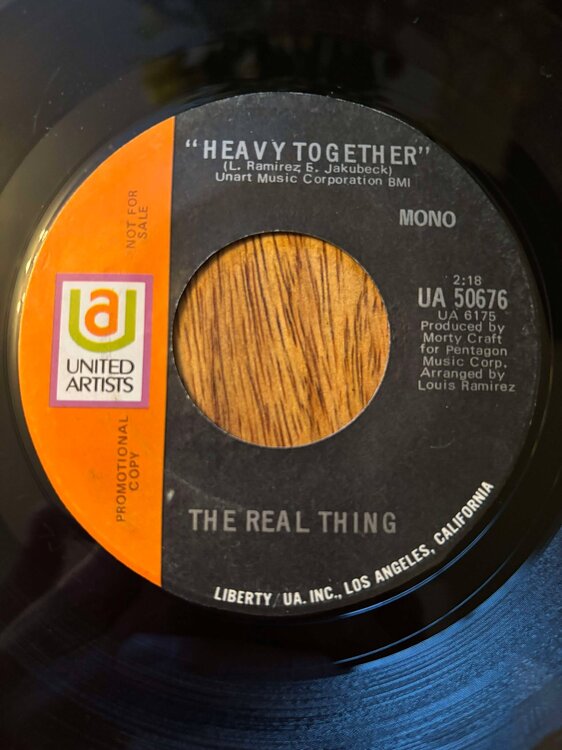 "HEAVY TOGETHER"
(L. Ramirez-B. Jakubeck)
Unart Music Corporation BMI
MONO
NOT FOR
SALE
2:18
UA 50676
UA 6175
Produced by
Morty Craft
for Pentagon
Music Corp.
Arranged by
Louis Ramirez
ua
UNITED
ARTISTS
PROMOTIONAL
COPY
THE REAL THING
LIBERTY/UA. INC., LOS ANGELES, CALIFORNIA